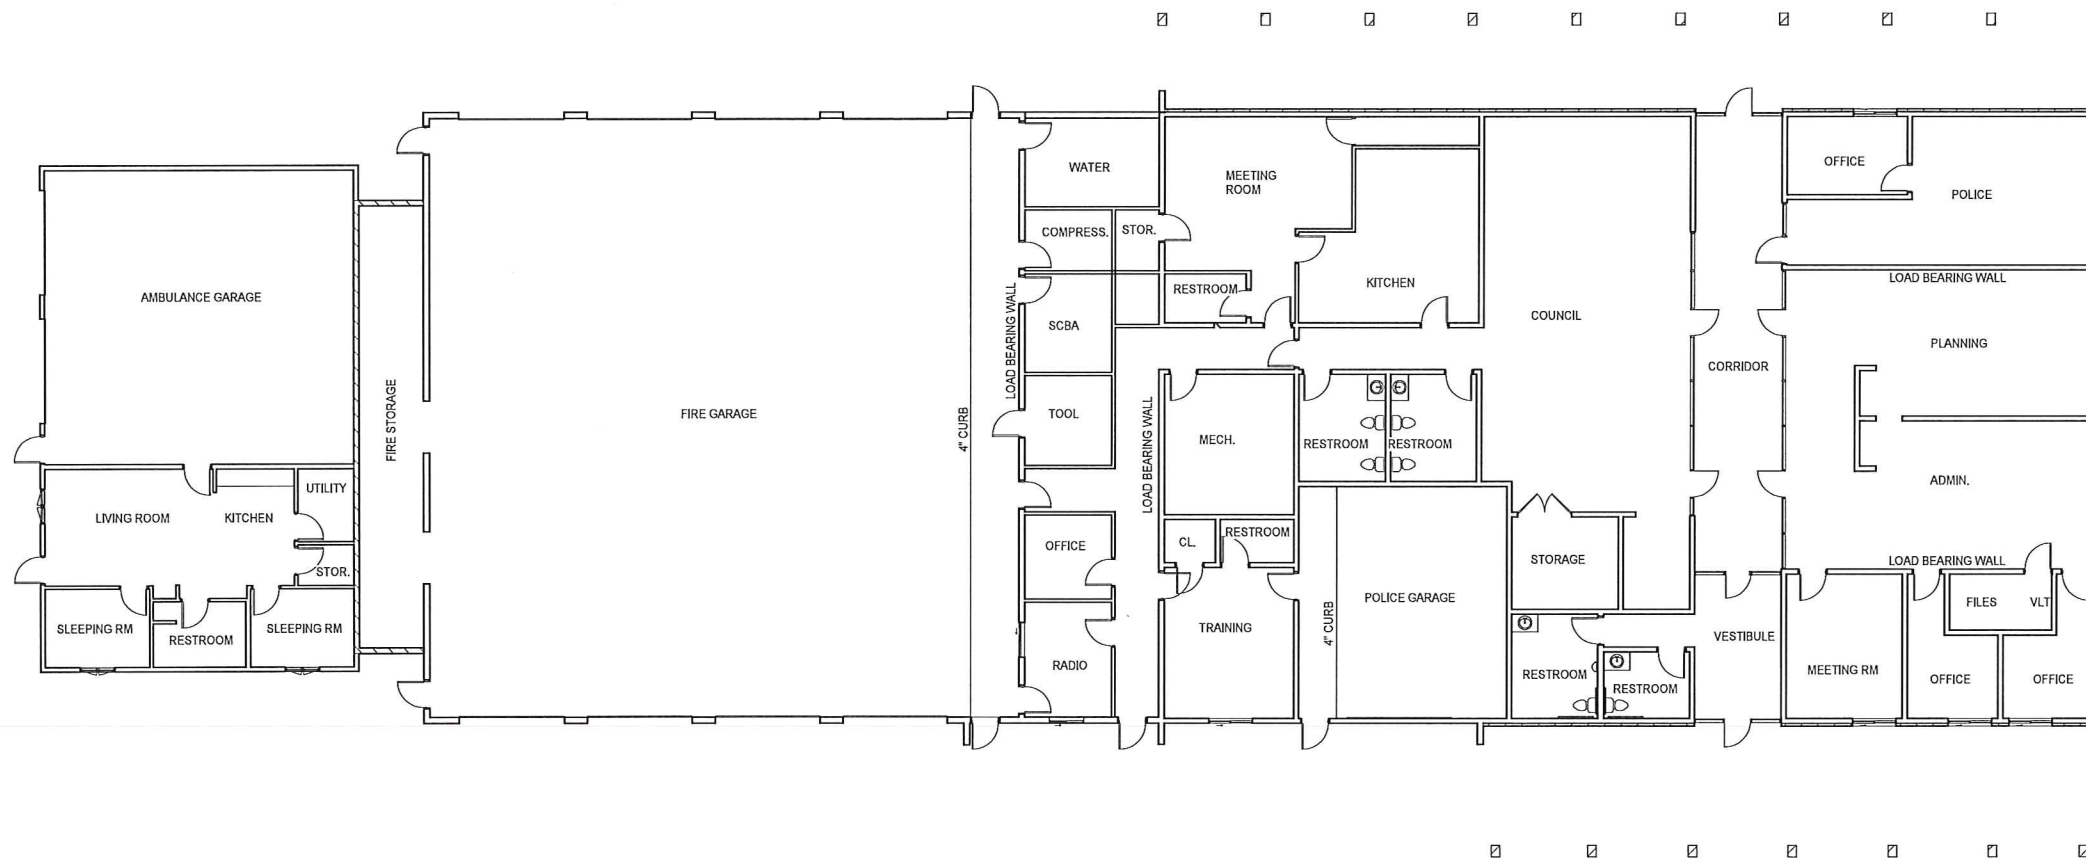 WATER
MEETING
ROOM
OFFICE
POLICE
COMPRESS.
STOR.
AMBULANCE GARAGE
RESTROOM
KITCHEN
LOAD BEARING WALL
COUNCIL
SCBA
LOAD BEARING WALL
PLANNING
CORRIDOR
FIRE STORAGE
FIRE GARAGE
4" CURB
TOOL
MECH.
RESTROOM
RESTROOM
LOAD BEARING WALL
ADMIN.
UTILITY
LIVING ROOM
KITCHEN
OFFICE
CL.
RESTROOM
STORAGE
LOAD BEARING WALL
STOR.
POLICE GARAGE
4" CURB
FILES
VLT
SLEEPING RM
RESTROOM
SLEEPING RM
TRAINING
VESTIBULE
RADIO
RESTROOM
RESTROOM
MEETING RM
OFFICE
OFFICE